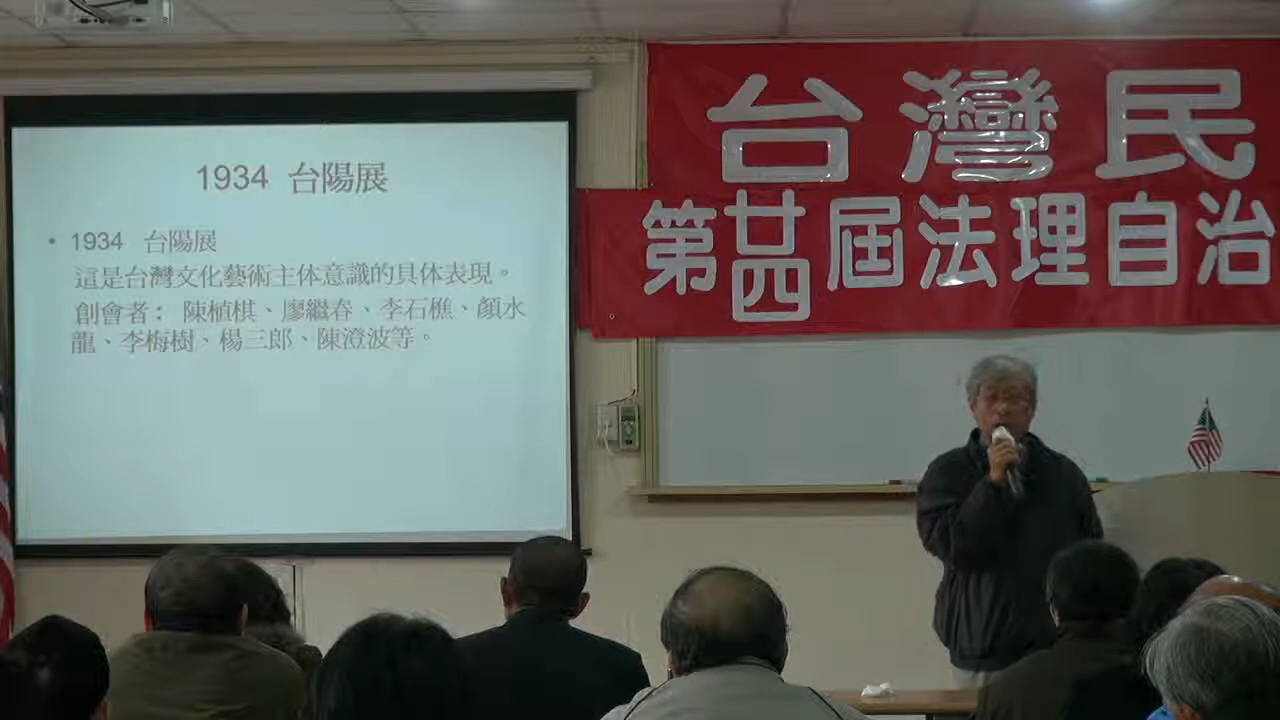 1934 台陽展
• 1934 台陽展
這是台灣文化藝術主体意識的具体表現。
創會者： 陳植棋、廖繼春、李石樵、顏水
龍、李梅樹、楊三郎、陳澄波等。
台灣民
第廿四屆法理自治